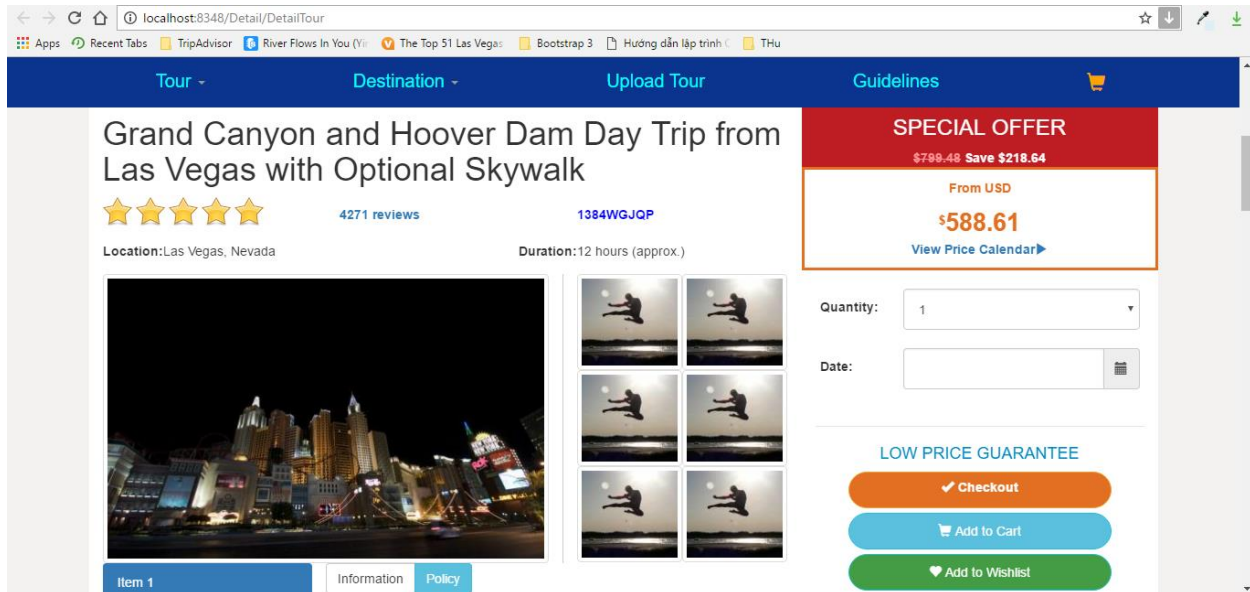 localhost:8348/Detail/DetailTour
Apps Recent Tabs TripAdvisor River Flows In You (Yir The Top 51 Las Vegas Bootstrap 3 Hướng dẫn lập trình C THu
Tour Destination Upload Tour Guidelines
Grand Canyon and Hoover Dam Day Trip from
Las Vegas with Optional Skywalk
4271 reviews 1384WGJQP
Location:Las Vegas, Nevada Duration:12 hours (approx.)
Item 1 Information Policy
SPECIAL OFFER
$799.48 Save $218.64
From USD
$588.61
View Price Calendar
Quantity: 1
Date:
LOW PRICE GUARANTEE
Checkout
Add to Cart
Add to Wishlist